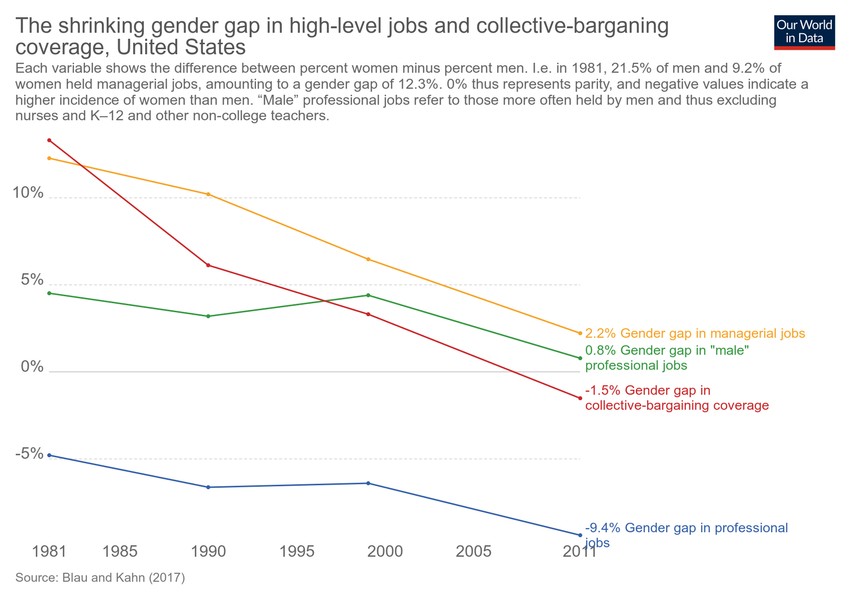 The shrinking gender gap in high-level jobs and collective-barganing
coverage, United States
Our World
in Data
Each variable shows the difference between percent women minus percent men. I.e. in 1981, 21.5% of men and 9.2% of
women held managerial jobs, amounting to a gender gap of 12.3%. 0% thus represents parity, and negative values indicate a
higher incidence of women than men. “Male” professional jobs refer to those more often held by men and thus excluding
nurses and K–12 and other non-college teachers.
10%
5%
0%
-5%
2.2% Gender gap in managerial jobs
0.8% Gender gap in "male"
professional jobs
-1.5% Gender gap in
collective-bargaining coverage
-9.4% Gender gap in professional
jobs
1981 1985 1990 1995 2000 2005 2011
Source: Blau and Kahn (2017)